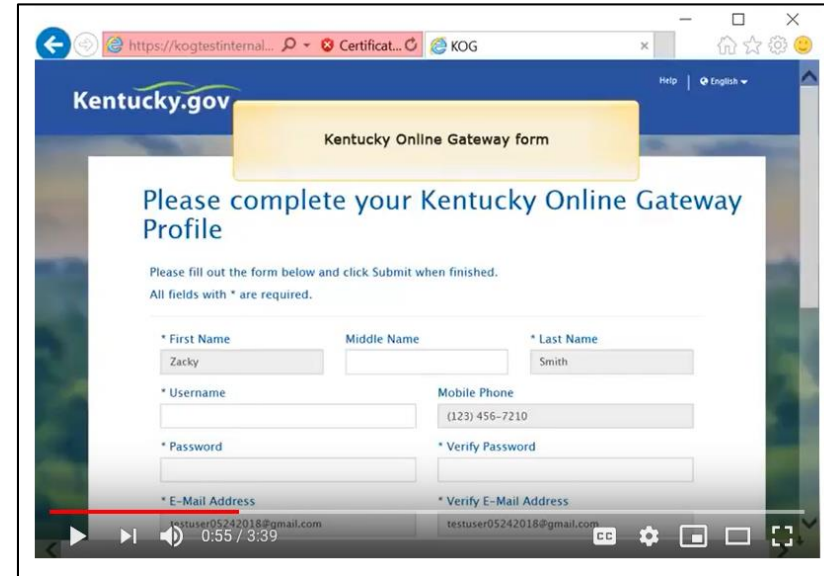 https://kogtestinternal... Certificat... KOG
Help | English
Kentucky.gov
Kentucky Online Gateway form
Please complete your Kentucky Online Gateway
Profile
Please fill out the form below and click Submit when finished.
All fields with * are required.
* First Name Middle Name * Last Name
Zacky Smith
* Username Mobile Phone
(123) 456-7210
* Password * Verify Password
* E-Mail Address * Verify E-Mail Address
testuser05242018@gmail.com testuser05242018@gmail.com
0:55 / 3:39 CC